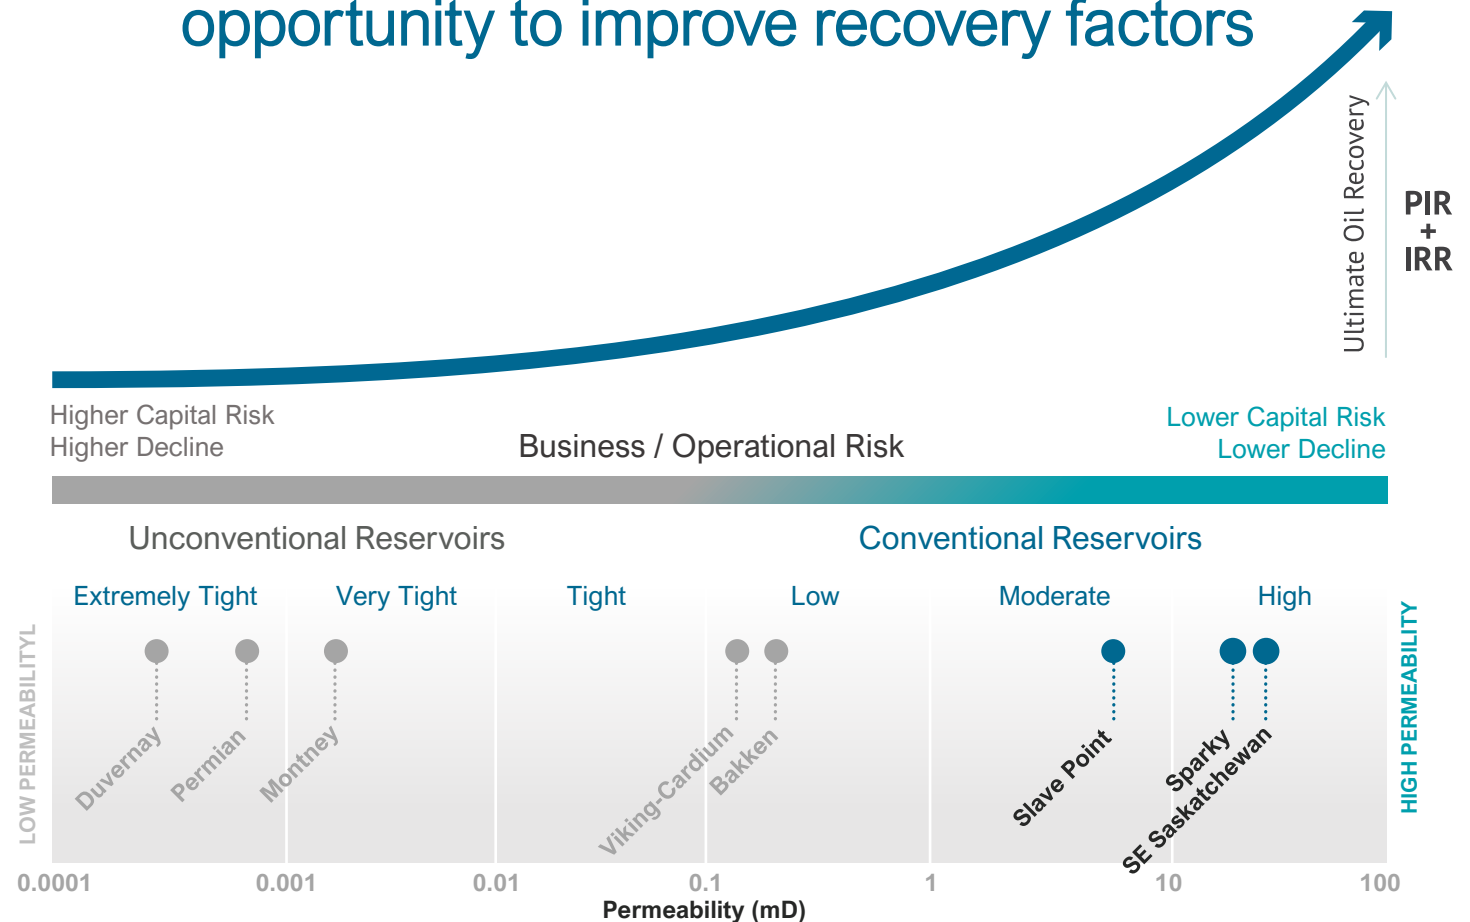 opportunity to improve recovery factors
Ultimate Oil Recovery
PIR
+
IRR
Higher Capital Risk
Higher Decline
Business / Operational Risk
Lower Capital Risk
Lower Decline
Unconventional Reservoirs
Conventional Reservoirs
Extremely Tight
Very Tight
Tight
Low
Moderate
High
LOW PERMEABILITYL
HIGH PERMEABILITY
Duvernay
Permian
Montney
Viking-Cardium
Bakken
Slave Point
Sparky
SE Saskatchewan
0.0001
0.001
0.01
0.1
1
10
100
Permeability (mD)